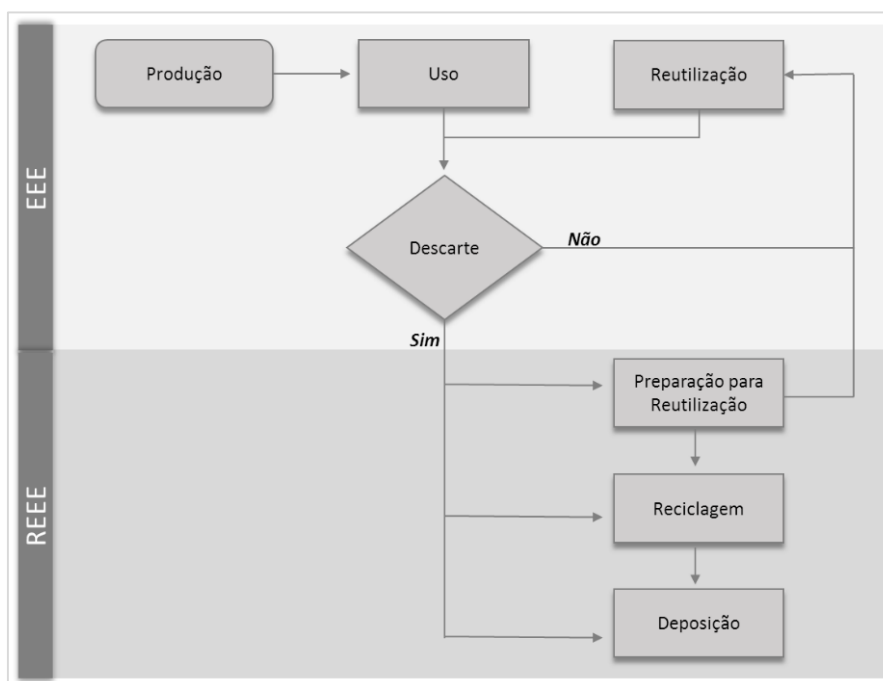 EEE
Produção
Uso
Reutilização
Descarte
Não
Sim
REEE
Preparação para
Reutilização
Reciclagem
Deposição